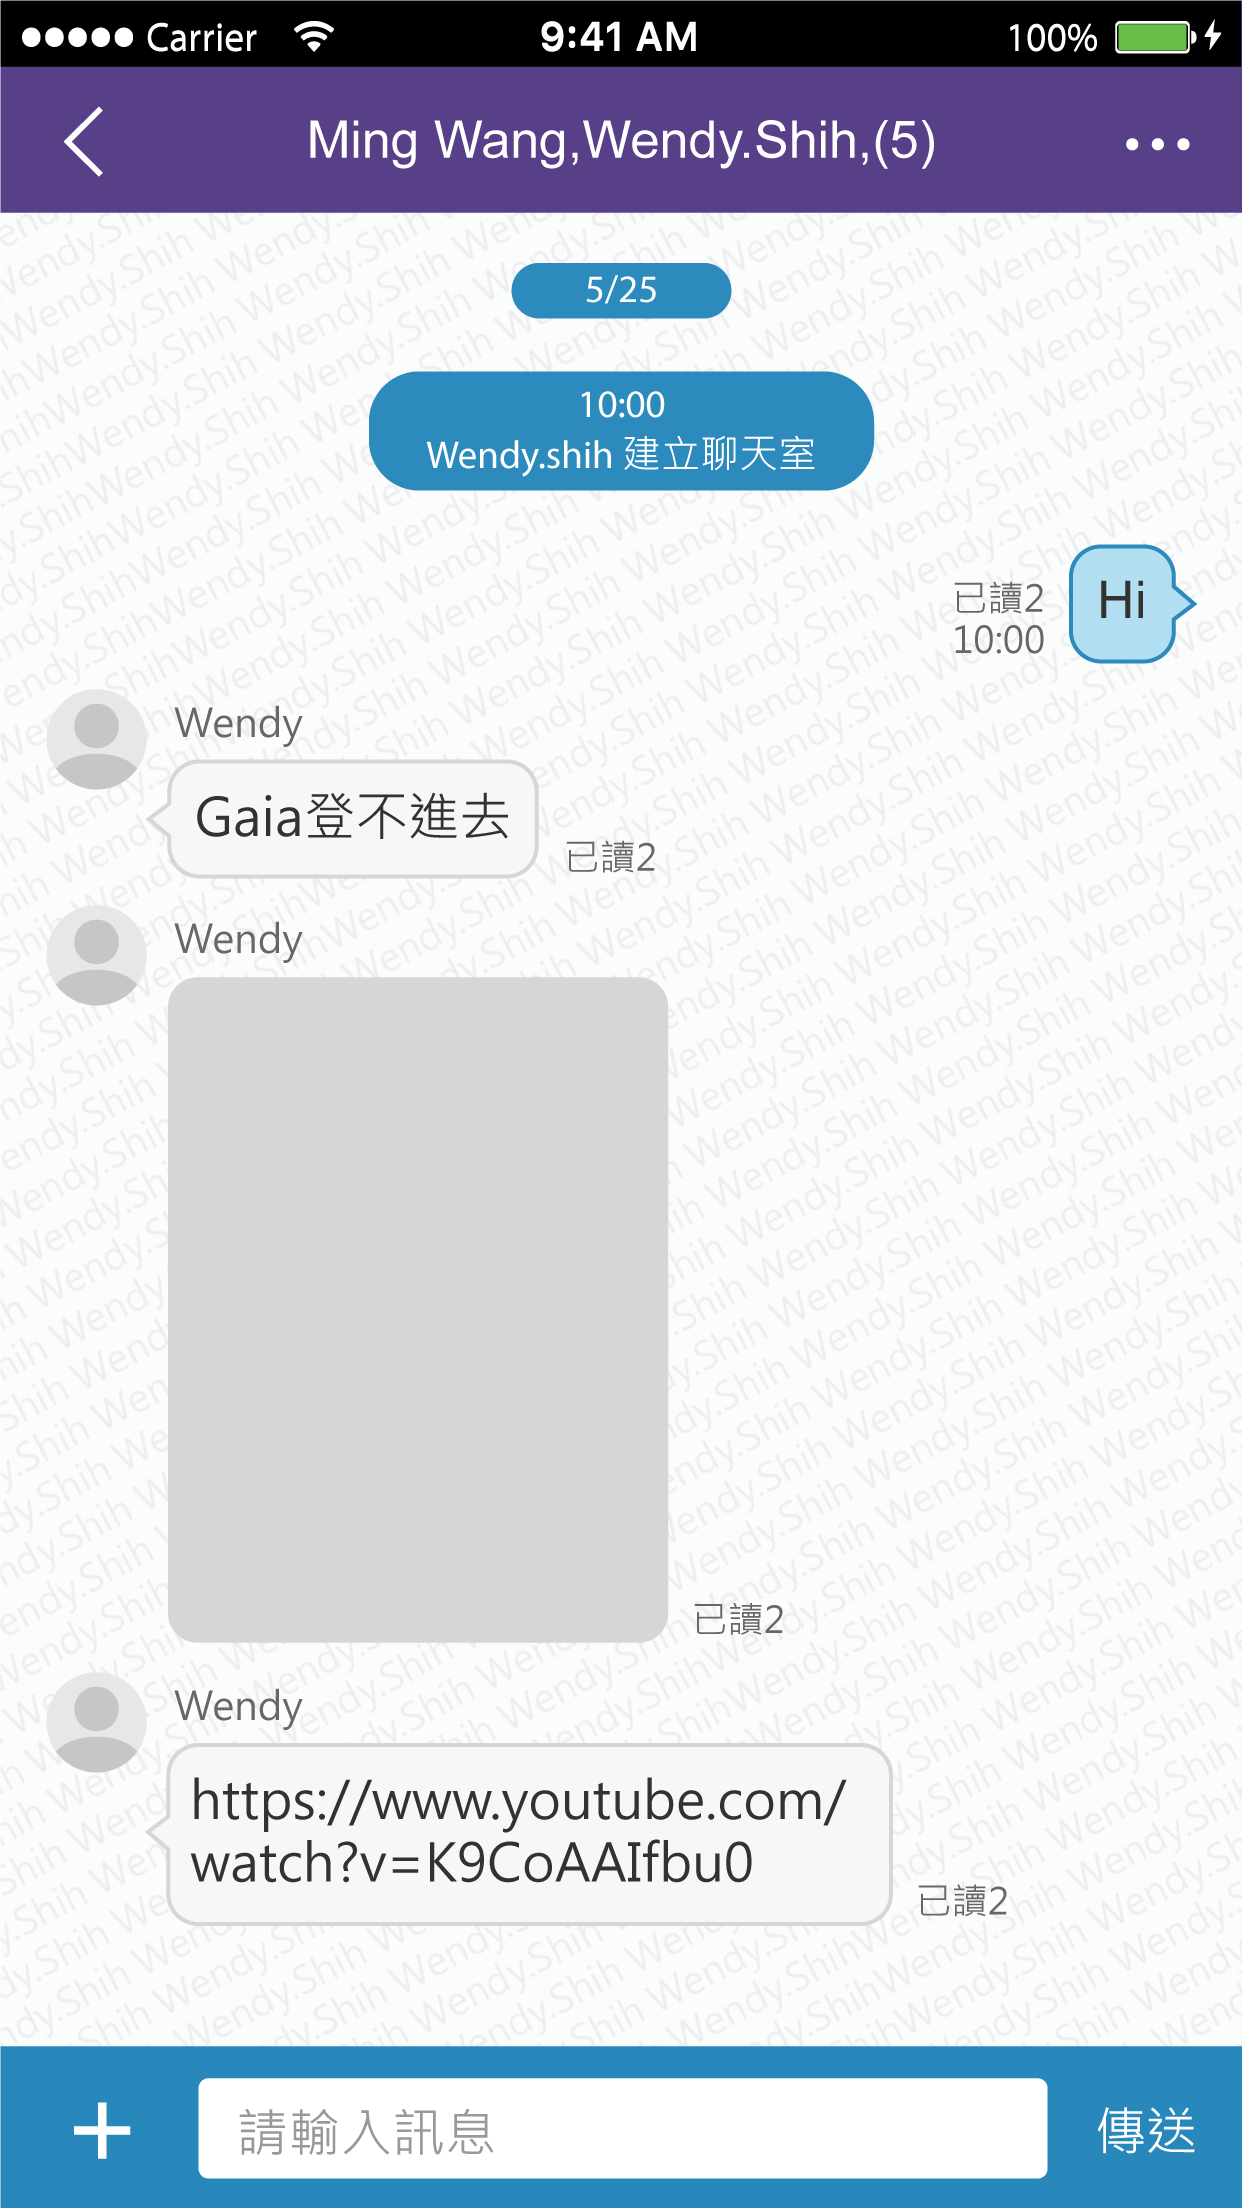 Carrier 9:41 AM 100%
Ming Wang,Wendy.Shih,(5)
5/25
10:00
Wendy.shih 建立聊天室
Hi
已讀2
10:00
Wendy
Gaia登不進去
已讀2
Wendy
已讀2
Wendy
https://www.youtube.com/
watch?v=K9CoAAIfbu0
已讀2
請輸入訊息
傳送